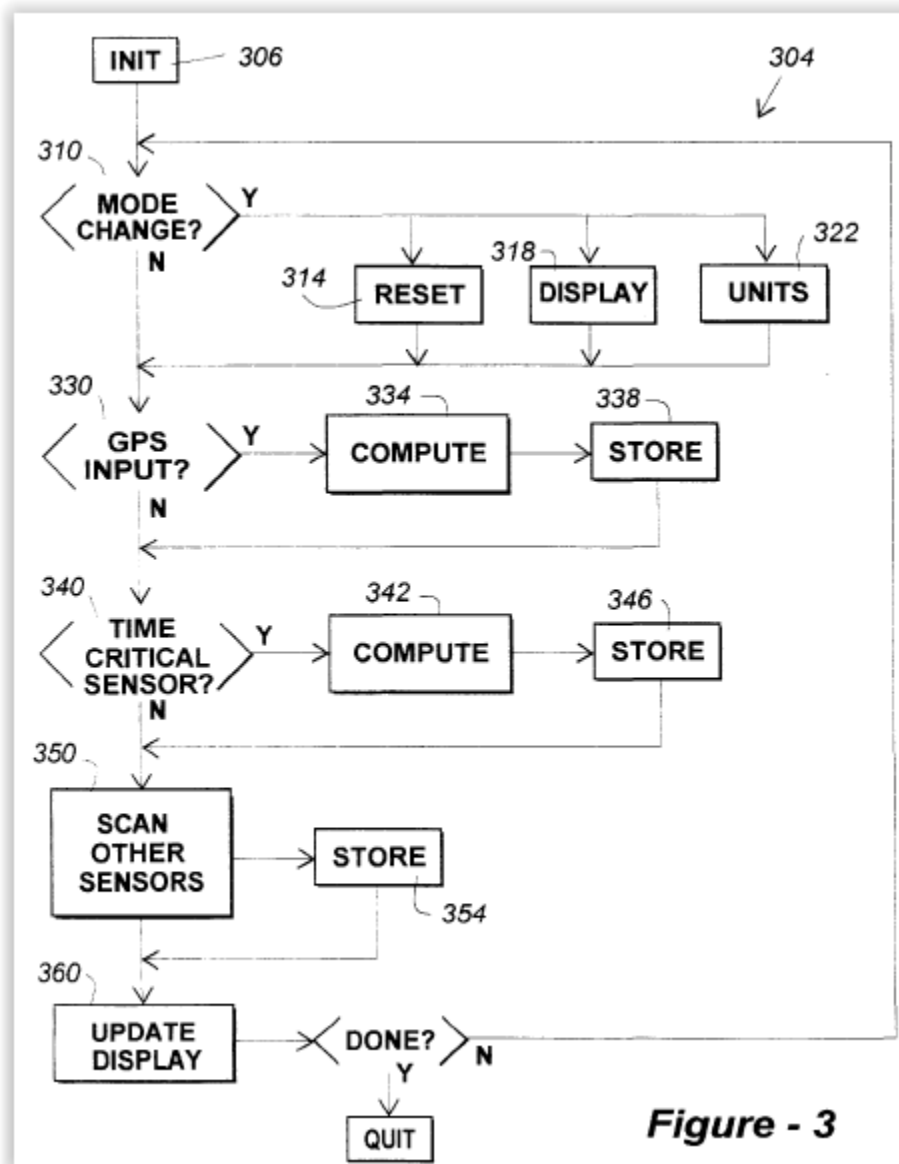 INIT
306
304
310
MODE
CHANGE?
Y
N
314
RESET
318
DISPLAY
322
UNITS
330
GPS
INPUT?
Y
N
334
COMPUTE
338
STORE
340
TIME
CRITICAL
SENSOR?
Y
N
342
COMPUTE
346
STORE
350
SCAN
OTHER
SENSORS
STORE
354
360
UPDATE
DISPLAY
DONE?
N
Y
QUIT
Figure - 3